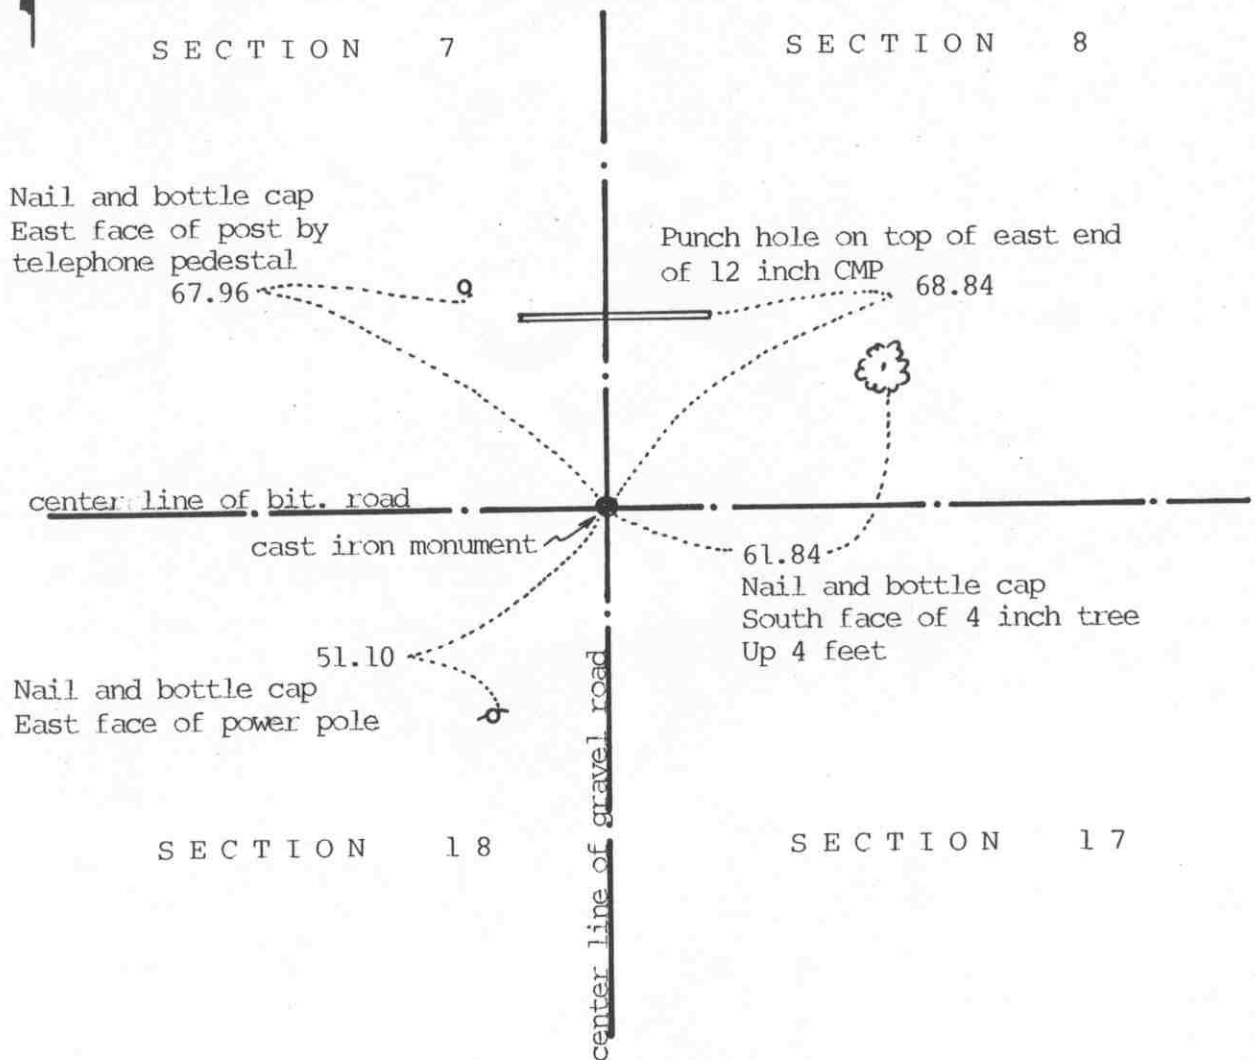 SECTION 7
SECTION 8
Nail and bottle cap
East face of post by
telephone pedestal
67.96
Punch hole on top of east end
of 12 inch CMP
68.84
center line of bit. road
cast iron monument
61.84
Nail and bottle cap
South face of 4 inch tree
Up 4 feet
51.10
Nail and bottle cap
East face of power pole
center line of gravel road
SECTION 18
SECTION 17